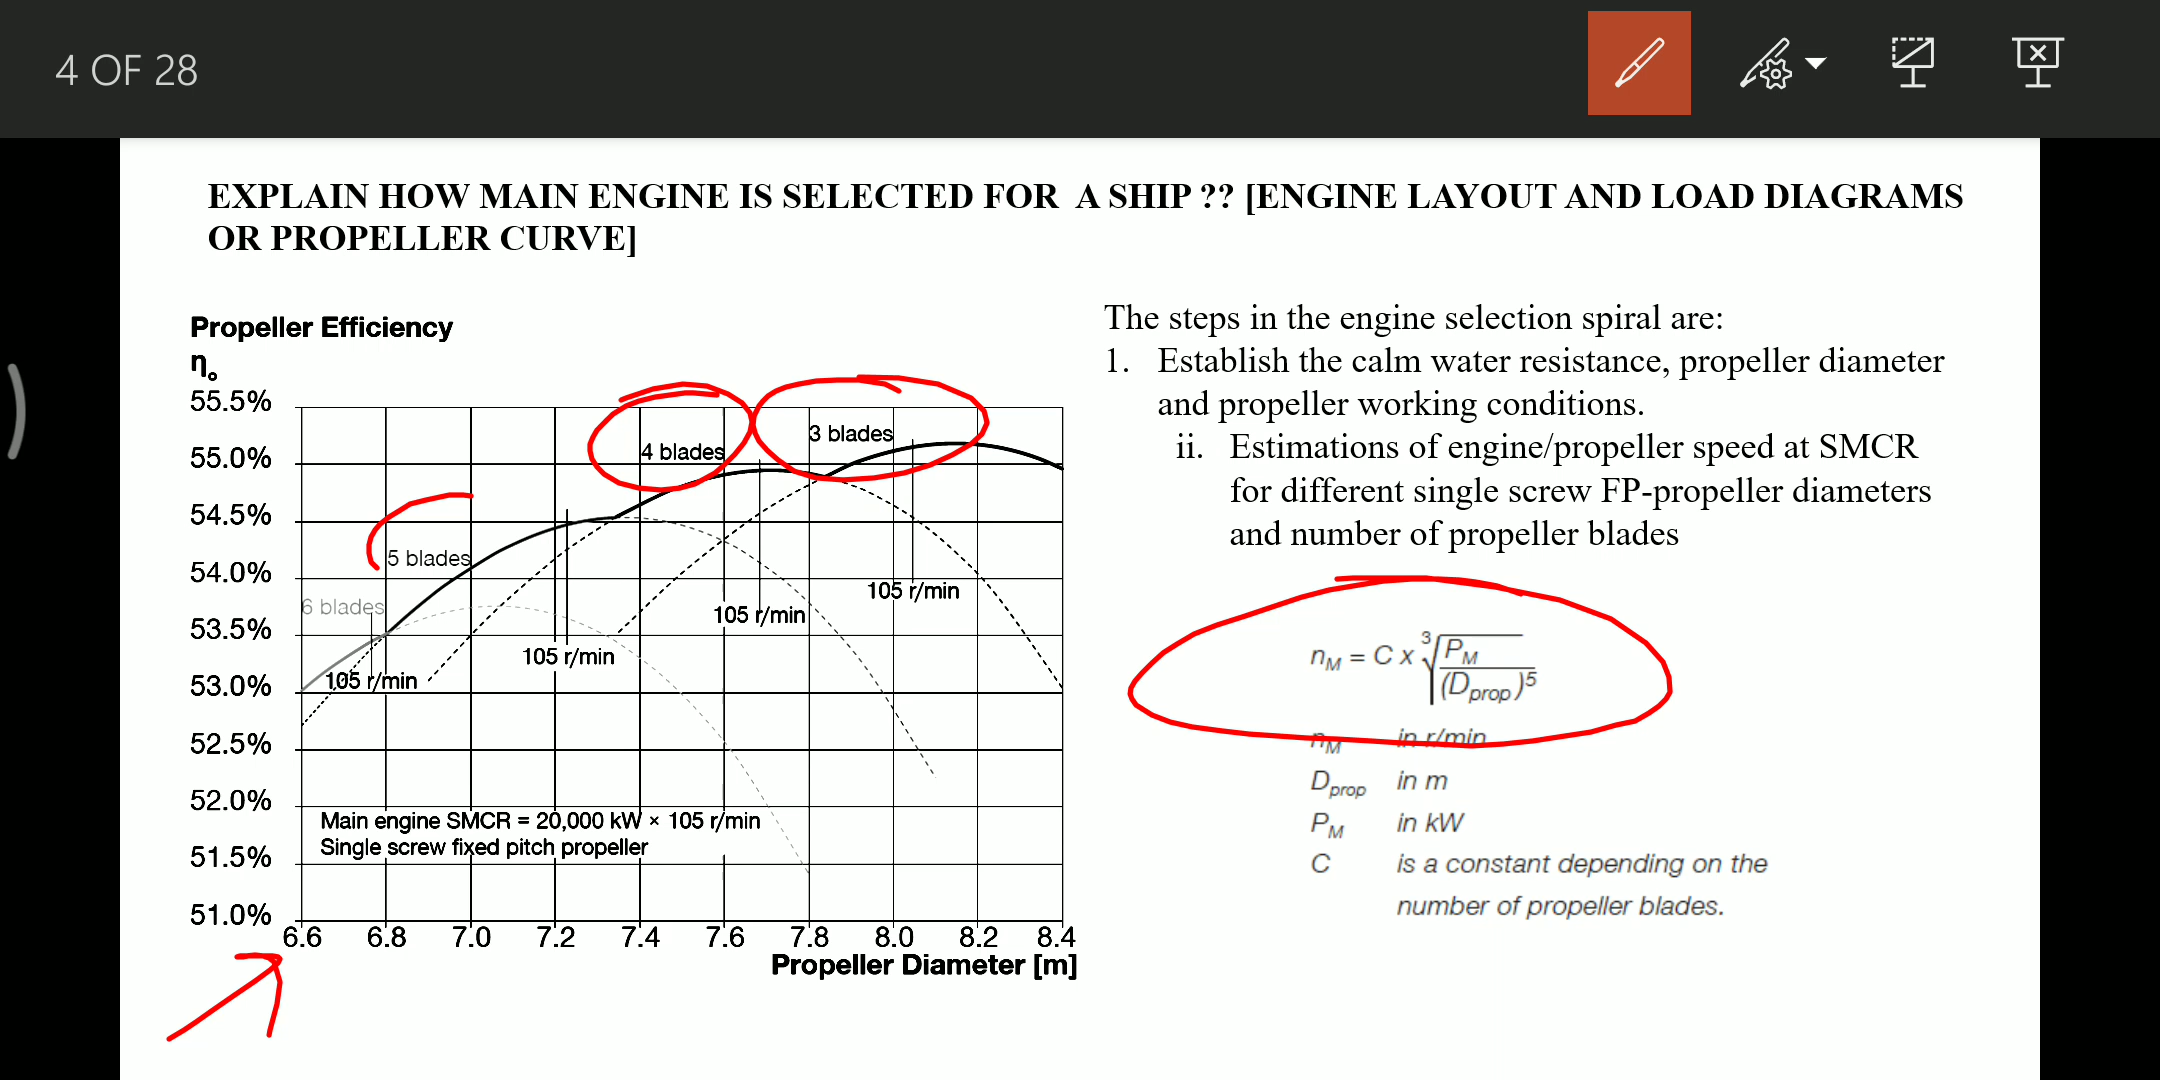 4 OF 28
EXPLAIN HOW MAIN ENGINE IS SELECTED FOR A SHIP ?? [ENGINE LAYOUT AND LOAD DIAGRAMS
OR PROPELLER CURVE]
Propeller Efficiency
ηₒ
55.5%
55.0%
54.5%
54.0%
53.5%
53.0%
52.5%
52.0%
51.5%
51.0%
3 blades
4 blades
5 blades
6 blades
105 r/min
105 r/min
105 r/min
105 r/min
Main engine SMCR = 20,000 kW × 105 r/min
Single screw fixed pitch propeller
6.6 6.8 7.0 7.2 7.4 7.6 7.8 8.0 8.2 8.4
Propeller Diameter [m]
The steps in the engine selection spiral are:
1. Establish the calm water resistance, propeller diameter
and propeller working conditions.
ii. Estimations of engine/propeller speed at SMCR
for different single screw FP-propeller diameters
and number of propeller blades
n_M = C x ³√(P_M / (D_prop)⁵)
n_M in r/min
D_prop in m
P_M in kW
C is a constant depending on the
number of propeller blades.